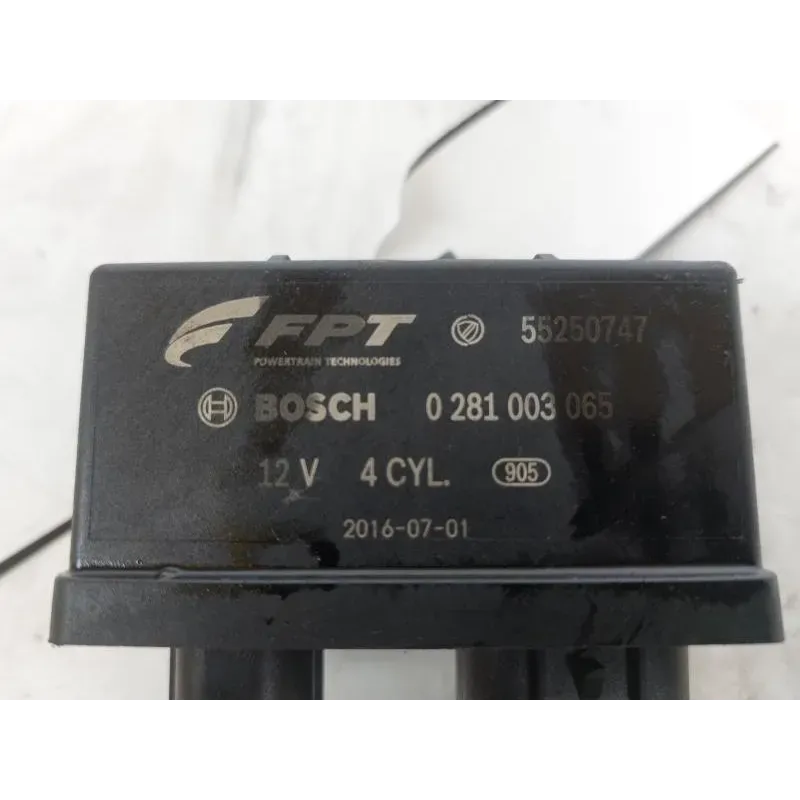 FPT 55250747
POWERTRAIN TECHNOLOGIES
BOSCH 0 281 003 065
12 V 4 CYL. 905
2016-07-01